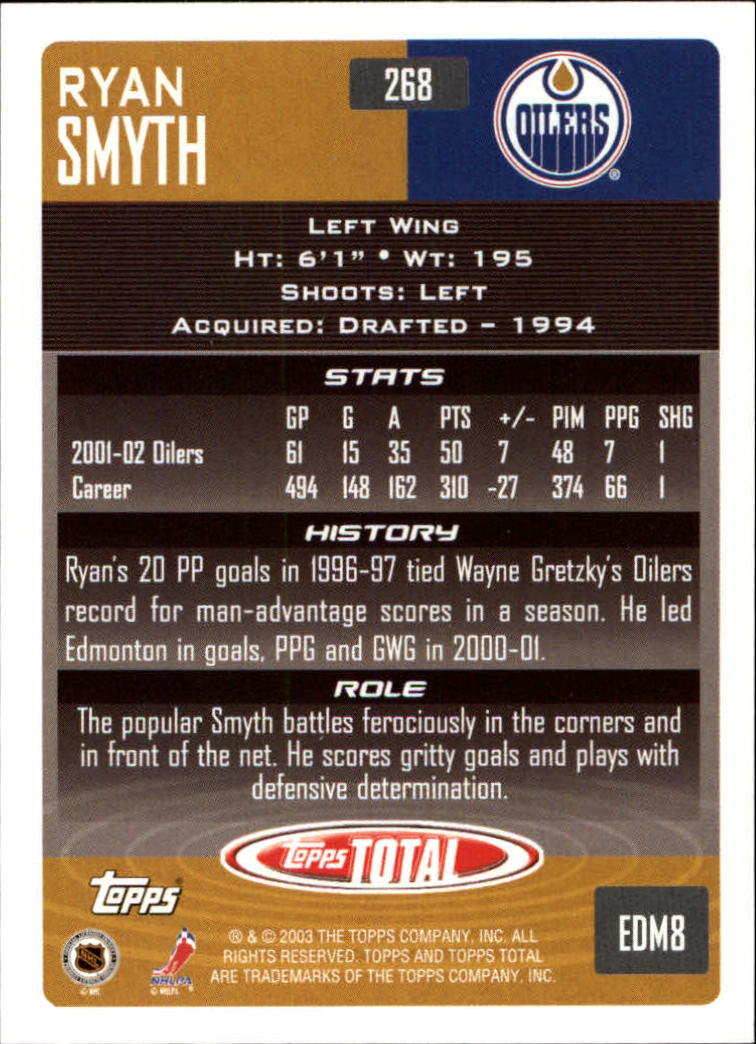 RYAN
SMYTH
268
OILERS
®
LEFT WING
HT: 6'1" • WT: 195
SHOOTS: LEFT
ACQUIRED: DRAFTED – 1994
STATS
GP G A PTS +/- PIM PPG SHG
2001-02 Oilers 61 15 35 50 7 48 7 1
Career 494 148 162 310 -27 374 66 1
HISTORY
Ryan's 20 PP goals in 1996-97 tied Wayne Gretzky's Oilers
record for man-advantage scores in a season. He led
Edmonton in goals, PPG and GWG in 2000-01.
ROLE
The popular Smyth battles ferociously in the corners and
in front of the net. He scores gritty goals and plays with
defensive determination.
topps TOTAL
topps®
EDM8
® & © 2003 THE TOPPS COMPANY, INC. ALL
RIGHTS RESERVED. TOPPS AND TOPPS TOTAL
ARE TRADEMARKS OF THE TOPPS COMPANY, INC.
NHL
© NHL
NHLPA
© NHLPA